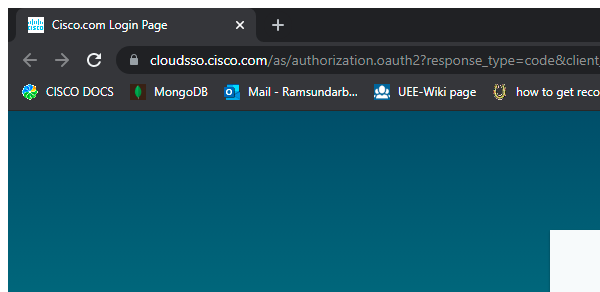 Cisco.com Login Page
cloudsso.cisco.com/as/authorization.oauth2?response_type=code&client_
CISCO DOCS MongoDB Mail - Ramsundarb... UEE-Wiki page how to get reco